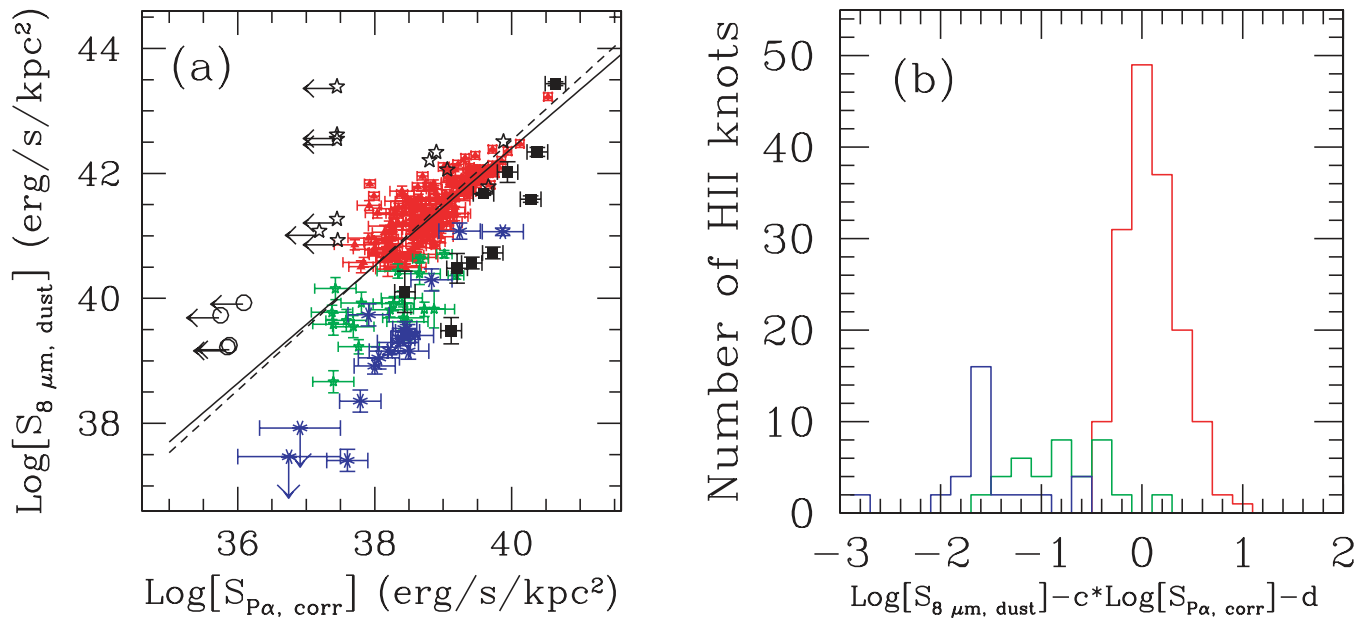 (a)
Log[S8 μm, dust] (erg/s/kpc²)
44
42
40
38
36 38 40
Log[SPα, corr] (erg/s/kpc²)
(b)
Number of HII knots
50
40
30
20
10
0
−3 −2 −1 0 1 2
Log[S8 μm, dust]−c*Log[SPα, corr]−d